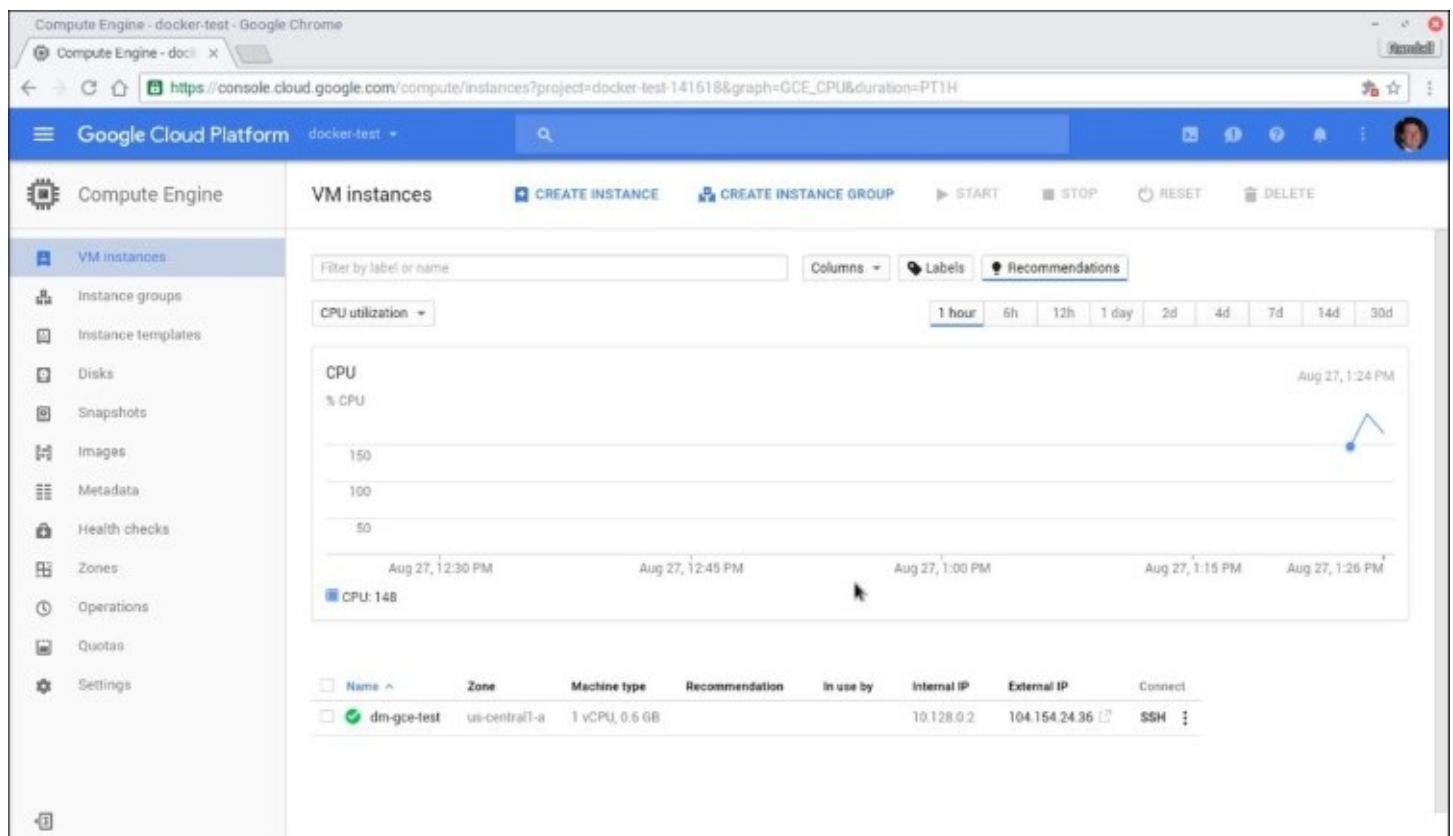 Compute Engine - docker-test - Google Chrome
Compute Engine - doc
https://console.cloud.google.com/compute/instances?project=docker-test-141618&graph=GCE_CPU&duration=PT1H
Google Cloud Platform docker-test
Compute Engine
VM instances CREATE INSTANCE CREATE INSTANCE GROUP START STOP RESET DELETE
VM instances
Instance groups
Instance templates
Disks
Snapshots
Images
Metadata
Health checks
Zones
Operations
Quotas
Settings
Filter by label or name Columns Labels Recommendations
CPU utilization 1 hour 6h 12h 1 day 2d 4d 7d 14d 30d
CPU Aug 27, 1:24 PM
% CPU
150
100
50
Aug 27, 12:30 PM Aug 27, 12:45 PM Aug 27, 1:00 PM Aug 27, 1:15 PM Aug 27, 1:26 PM
CPU: 148
Name Zone Machine type Recommendation In use by Internal IP External IP Connect
dm-gce-test us-central1-a 1 vCPU, 0.6 GB 10.128.0.2 104.154.24.36 SSH